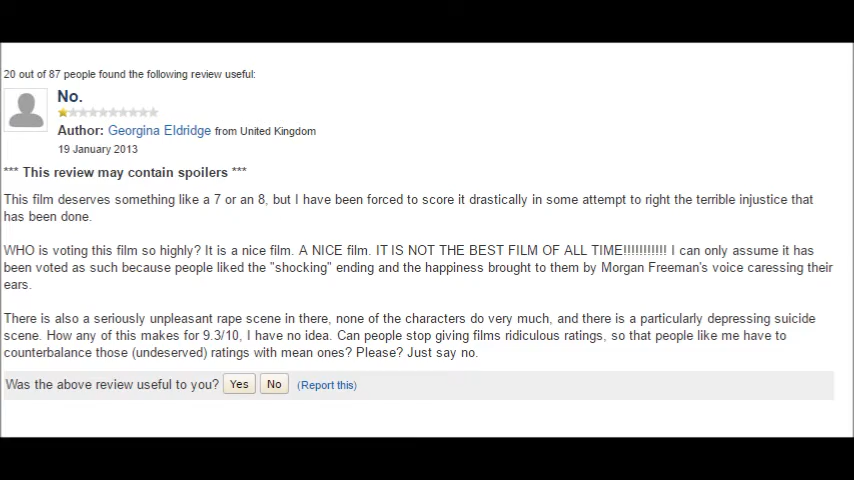 20 out of 87 people found the following review useful:
No.
Author: Georgina Eldridge from United Kingdom
19 January 2013
*** This review may contain spoilers ***
This film deserves something like a 7 or an 8, but I have been forced to score it drastically in some attempt to right the terrible injustice that
has been done.
WHO is voting this film so highly? It is a nice film. A NICE film. IT IS NOT THE BEST FILM OF ALL TIME!!!!!!!!!!! I can only assume it has
been voted as such because people liked the "shocking" ending and the happiness brought to them by Morgan Freeman's voice caressing their
ears.
There is also a seriously unpleasant rape scene in there, none of the characters do very much, and there is a particularly depressing suicide
scene. How any of this makes for 9.3/10, I have no idea. Can people stop giving films ridiculous ratings, so that people like me have to
counterbalance those (undeserved) ratings with mean ones? Please? Just say no.
Was the above review useful to you? Yes No (Report this)